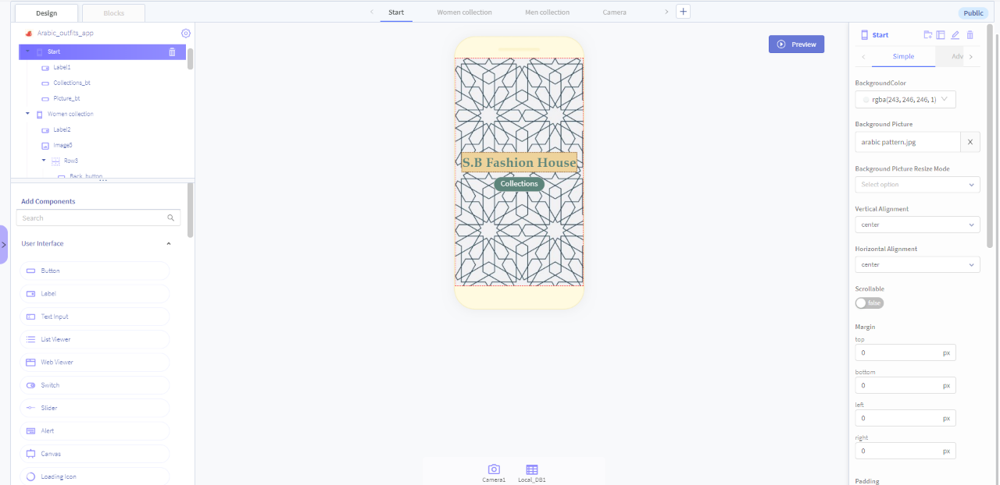 Design
Blocks
Start
Women collection
Men collection
Camera
Public
Arabic_outfits_app
Start
Label1
Collections_bt
Picture_bt
Women collection
Label2
Image5
Row3
Back_button
Add Components
Search
User Interface
Button
Label
Text Input
List Viewer
Web Viewer
Switch
Slider
Alert
Canvas
Loading Icon
S.B Fashion House
Collections
Preview
Camera1
Local_DB1
Start
Simple
Adv
BackgroundColor
rgba(243, 246, 246, 1)
Background Picture
arabic pattern.jpg
X
Background Picture Resize Mode
Select option
Vertical Alignment
center
Horizontal Alignment
center
Scrollable
false
Margin
top
0 px
bottom
0 px
left
0 px
right
0 px
Padding